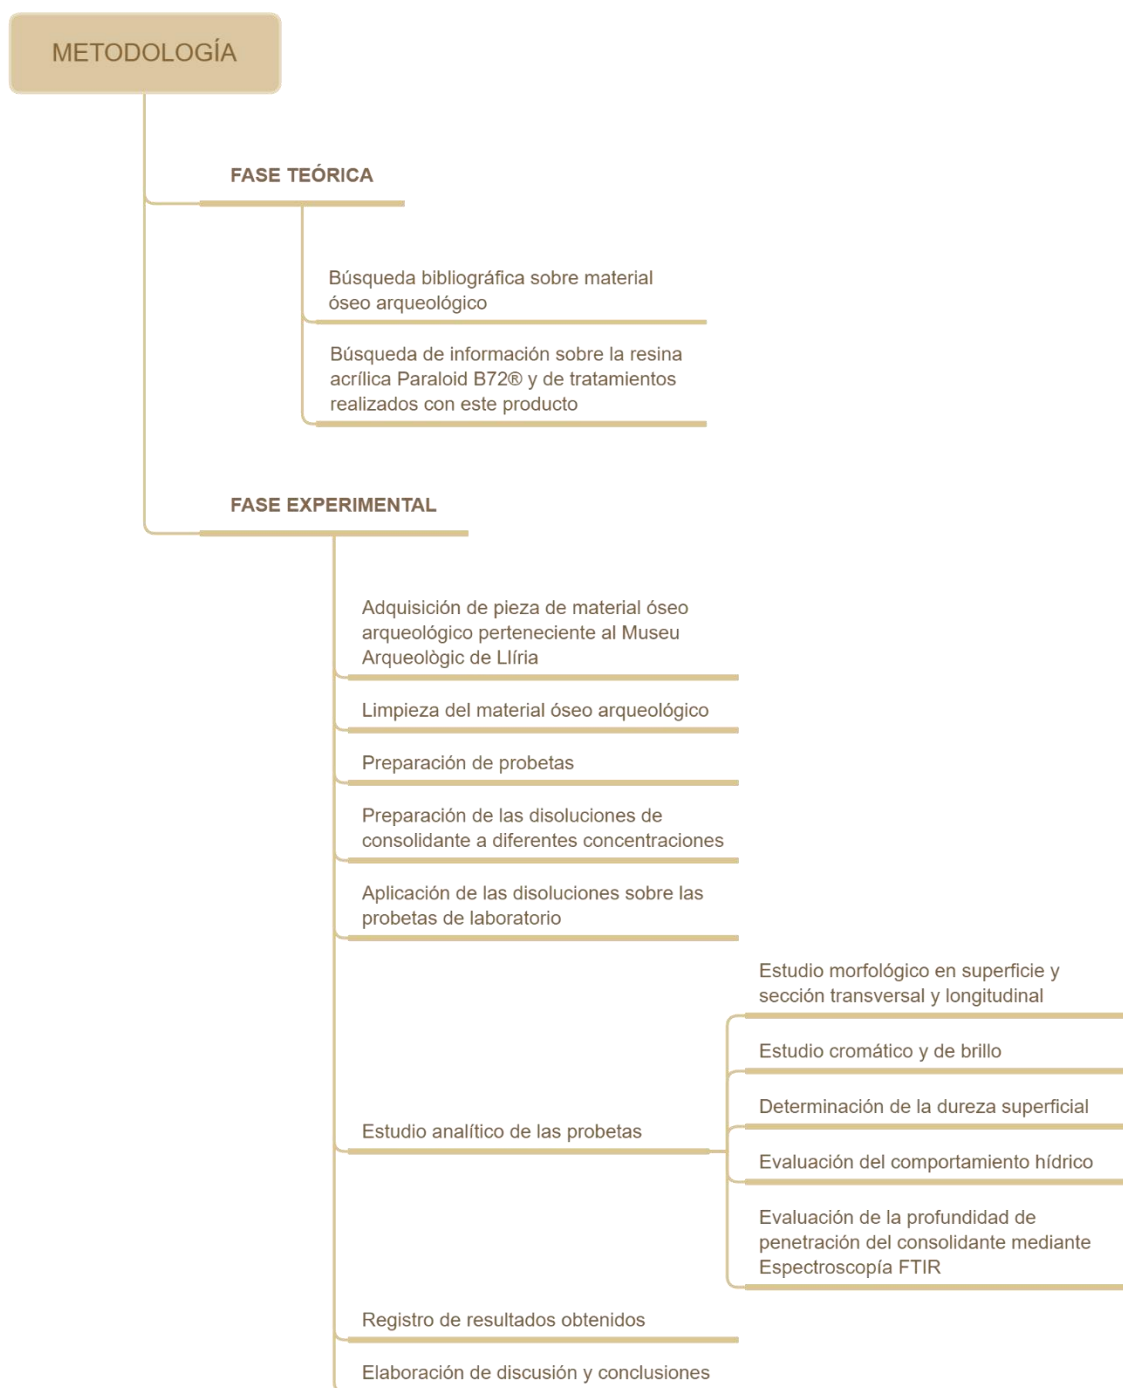 METODOLOGÍA
FASE TEÓRICA
Búsqueda bibliográfica sobre material
óseo arqueológico
Búsqueda de información sobre la resina
acrílica Paraloid B72® y de tratamientos
realizados con este producto
FASE EXPERIMENTAL
Adquisición de pieza de material óseo
arqueológico perteneciente al Museu
Arqueològic de Llíria
Limpieza del material óseo arqueológico
Preparación de probetas
Preparación de las disoluciones de
consolidante a diferentes concentraciones
Aplicación de las disoluciones sobre las
probetas de laboratorio
Estudio analítico de las probetas
Estudio morfológico en superficie y
sección transversal y longitudinal
Estudio cromático y de brillo
Determinación de la dureza superficial
Evaluación del comportamiento hídrico
Evaluación de la profundidad de
penetración del consolidante mediante
Espectroscopía FTIR
Registro de resultados obtenidos
Elaboración de discusión y conclusiones